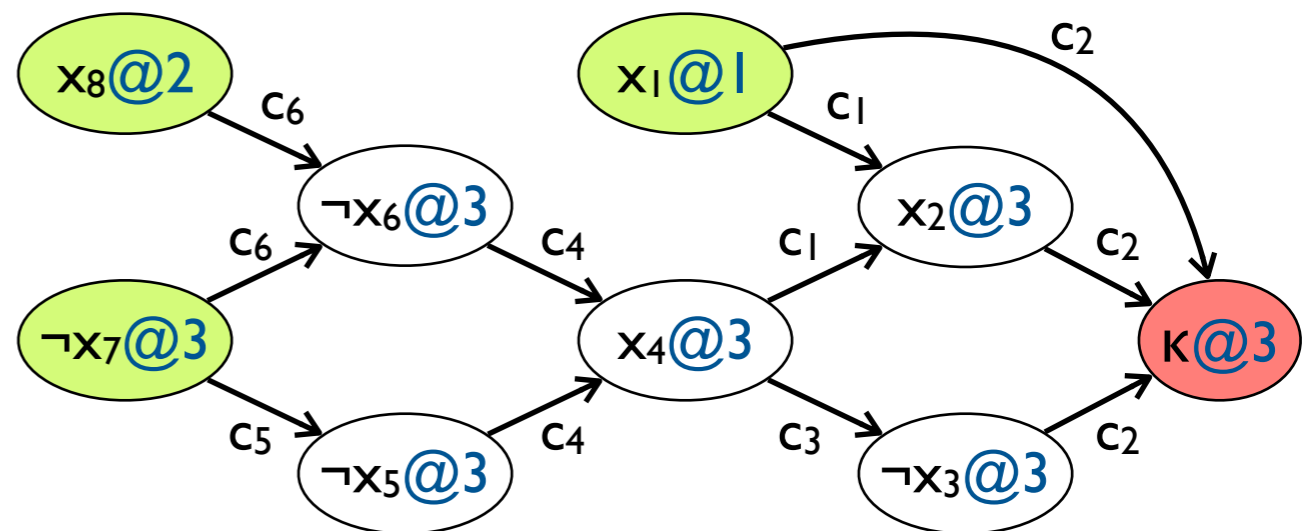 x₈@2
x₁@1
c₂
c₆
c₁
¬x₆@3
x₂@3
c₆
c₄
c₁
c₂
¬x₇@3
x₄@3
κ@3
c₅
c₄
c₃
c₂
¬x₅@3
¬x₃@3